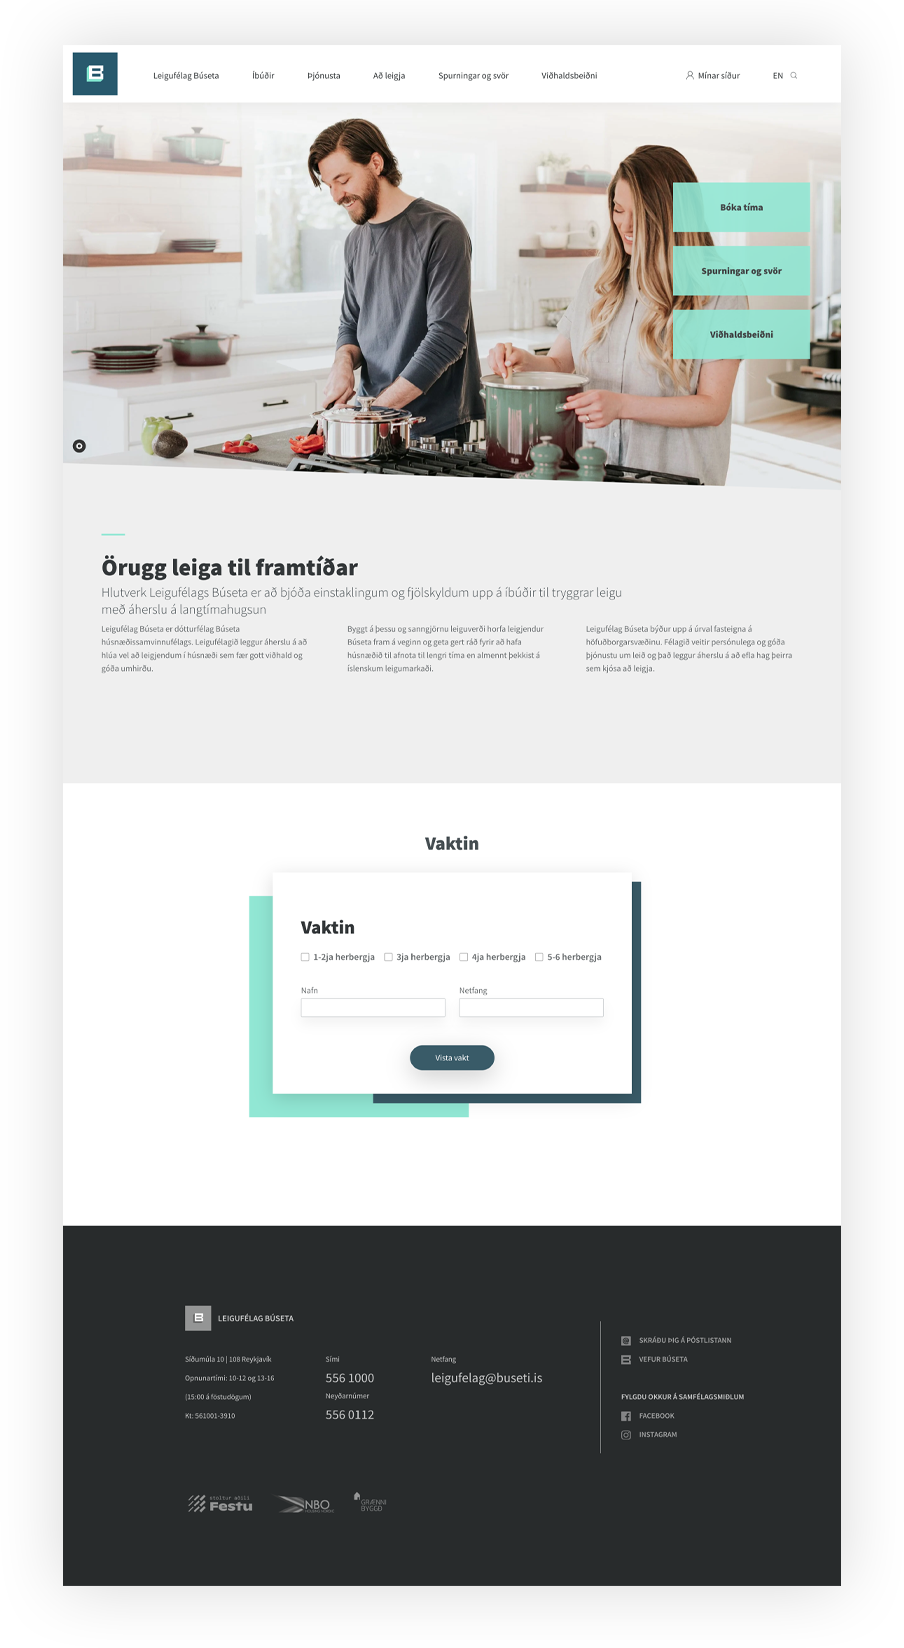 B
Leigufélag Búseta Íbúðir Þjónusta Að leigja Spurningar og svör Viðhaldsbeiðni Mínar síður EN
Bóka tíma
Spurningar og svör
Viðhaldsbeiðni
Örugg leiga til framtíðar
Hlutverk Leigufélags Búseta er að bjóða einstaklingum og fjölskyldum upp á íbúðir til tryggrar leigu
með áherslu á langtímahugsun
Leigufélag Búseta er dótturfélag Búseta
húsnæðissamvinnufélags. Leigufélagið leggur áherslu á að
hlúa vel að leigjendum í húsnæði sem fær gott viðhald og
góða umhirðu.
Byggt á þessu og sanngjörnu leiguverði horfa leigjendur
Búseta fram á veginn og geta gert ráð fyrir að hafa
húsnæðið til afnota til lengri tíma en almennt þekkist á
íslenskum leigumarkaði.
Leigufélag Búseta býður upp á úrval fasteigna á
höfuðborgarsvæðinu. Félagið veitir persónulega og góða
þjónustu um leið og það leggur áherslu á að efla hag þeirra
sem kjósa að leigja.
Vaktin
Vaktin
1-2ja herbergja 3ja herbergja 4ja herbergja 5-6 herbergja
Nafn Netfang
Vista vakt
B LEIGUFÉLAG BÚSETA
Síðumúla 10 | 108 Reykjavík
Opnunartími: 10-12 og 13-16
(15:00 á föstudögum)
Kt: 561001-3910
Sími
556 1000
Neyðarnúmer
556 0112
Netfang
leigufelag@buseti.is
SKRÁÐU ÞIG Á PÓSTLISTANN
VEFUR BÚSETA
FYLGDU OKKUR Á SAMFÉLAGSMIÐLUM
FACEBOOK
INSTAGRAM
stoltur aðili
Festu
NBO
HOUSING NORDIC
GRÆNNI
BYGGÐ